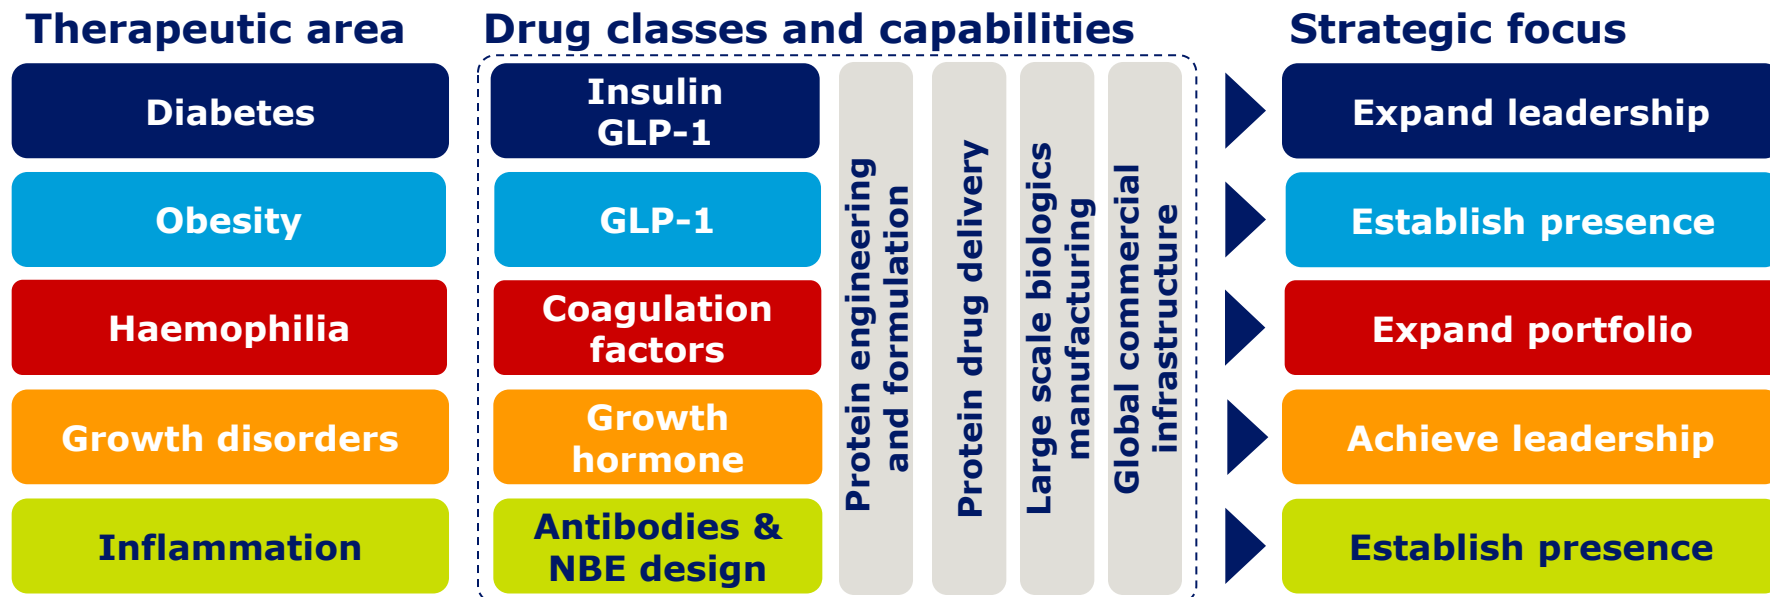 Therapeutic area
Drug classes and capabilities
Strategic focus
Diabetes
Insulin
GLP-1
Expand leadership
Obesity
GLP-1
Establish presence
Haemophilia
Coagulation
factors
Expand portfolio
Growth disorders
Growth
hormone
Achieve leadership
Inflammation
Antibodies &
NBE design
Establish presence
Protein engineering
and formulation
Protein drug delivery
Large scale biologics
manufacturing
Global commercial
infrastructure